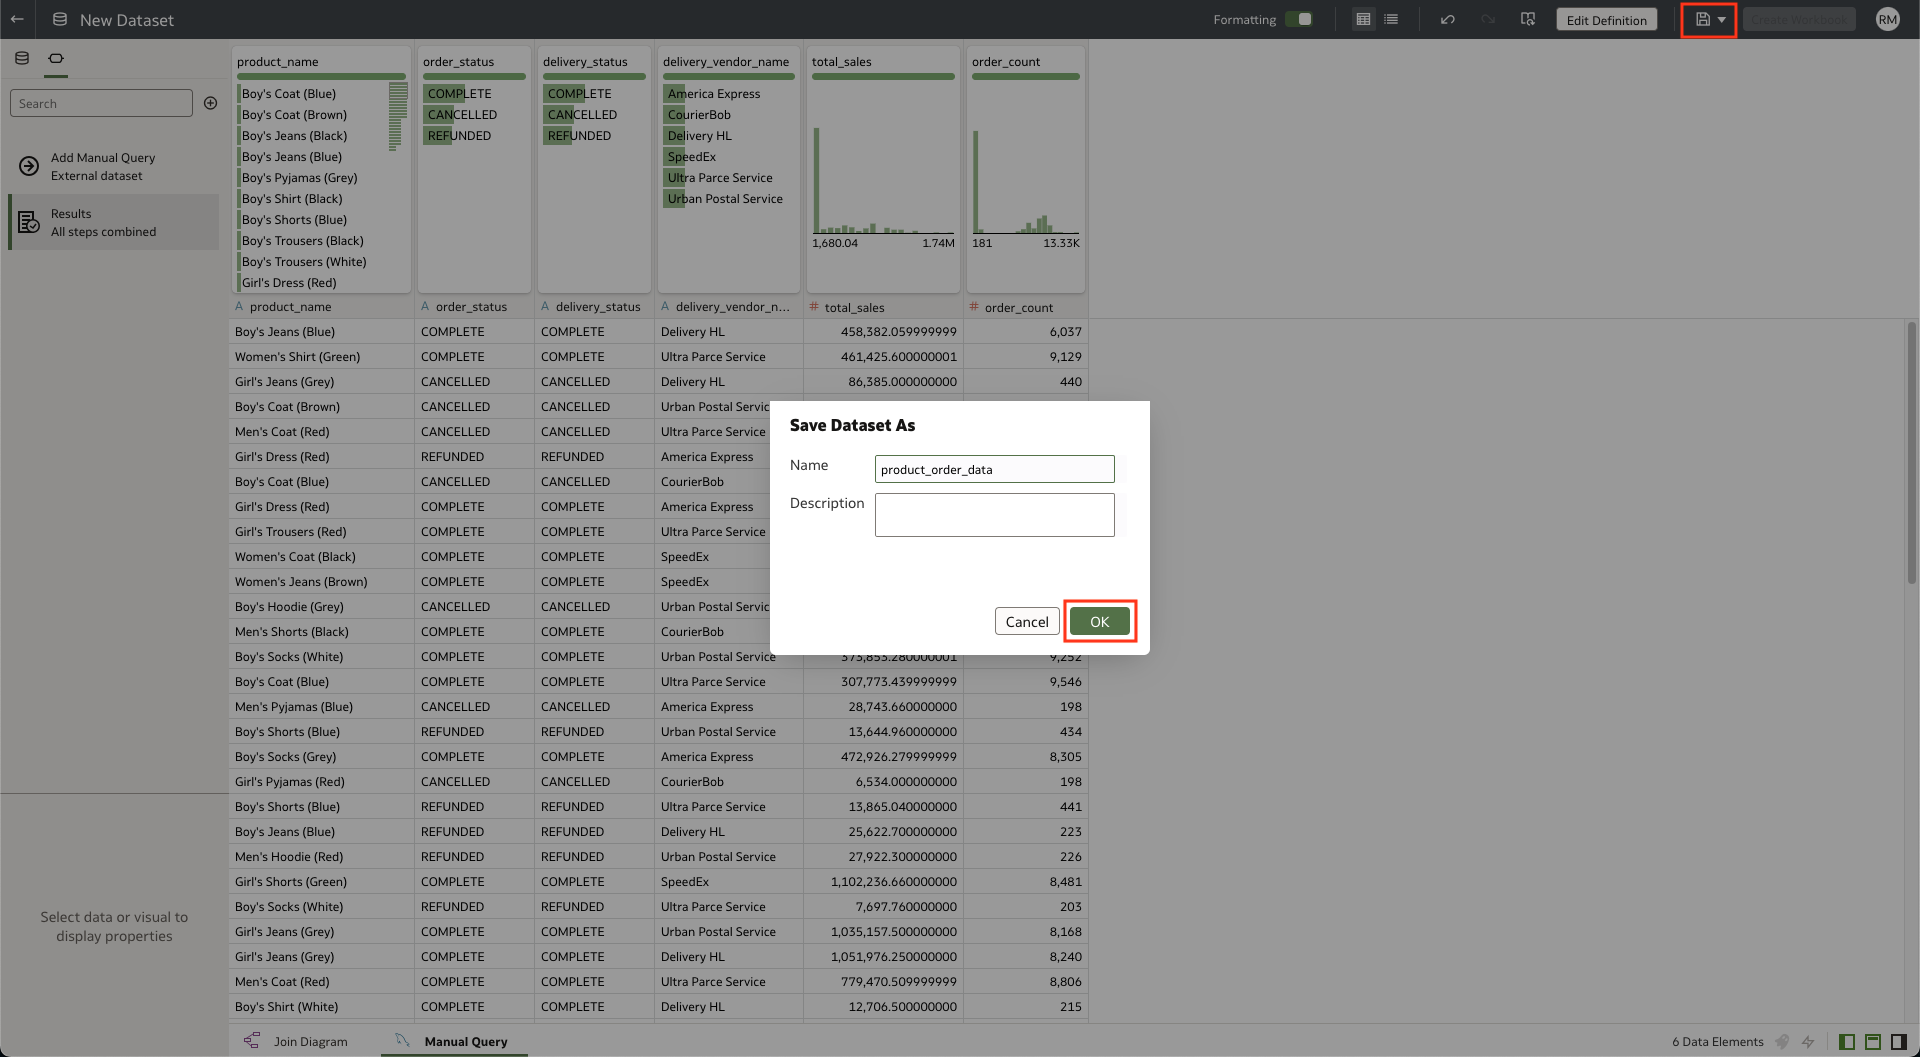 New Dataset
Formatting
Edit Definition
Create Workbook
RM
Search
Add Manual Query
External dataset
Results
All steps combined
Select data or visual to
display properties
product_name order_status delivery_status delivery_vendor_name total_sales order_count
Boy's Coat (Blue) COMPLETE COMPLETE America Express
Boy's Coat (Brown) CANCELLED CANCELLED CourierBob
Boy's Jeans (Black) REFUNDED REFUNDED Delivery HL
Boy's Jeans (Blue) SpeedEx
Boy's Pyjamas (Grey) Ultra Parce Service
Boy's Shirt (Black) Urban Postal Service
Boy's Shorts (Blue)
Boy's Trousers (Black) 1,680.04 1.74M 181 13.33K
Boy's Trousers (White)
Girl's Dress (Red)
A product_name A order_status A delivery_status A delivery_vendor_n... # total_sales # order_count
Boy's Jeans (Blue) COMPLETE COMPLETE Delivery HL 458,382.059999999 6,037
Women's Shirt (Green) COMPLETE COMPLETE Ultra Parce Service 461,425.600000001 9,129
Girl's Jeans (Grey) CANCELLED CANCELLED Delivery HL 86,385.000000000 440
Boy's Coat (Brown) CANCELLED CANCELLED Urban Postal Servic
Men's Coat (Red) CANCELLED CANCELLED Ultra Parce Service
Girl's Dress (Red) REFUNDED REFUNDED America Express
Boy's Coat (Blue) CANCELLED CANCELLED CourierBob
Girl's Dress (Red) COMPLETE COMPLETE America Express
Girl's Trousers (Red) COMPLETE COMPLETE Ultra Parce Service
Women's Coat (Black) COMPLETE COMPLETE SpeedEx
Women's Jeans (Brown) COMPLETE COMPLETE SpeedEx
Boy's Hoodie (Grey) CANCELLED CANCELLED Urban Postal Servic
Men's Shorts (Black) COMPLETE COMPLETE CourierBob
Boy's Socks (White) COMPLETE COMPLETE Urban Postal Service 373,853.280000001 9,252
Boy's Coat (Blue) COMPLETE COMPLETE Ultra Parce Service 307,773.439999999 9,546
Men's Pyjamas (Blue) CANCELLED CANCELLED America Express 28,743.660000000 198
Boy's Shorts (Blue) REFUNDED REFUNDED Urban Postal Service 13,644.960000000 434
Boy's Socks (Grey) COMPLETE COMPLETE America Express 472,926.279999999 8,305
Girl's Pyjamas (Red) CANCELLED CANCELLED CourierBob 6,534.000000000 198
Boy's Shorts (Blue) REFUNDED REFUNDED Ultra Parce Service 13,865.040000000 441
Boy's Jeans (Blue) REFUNDED REFUNDED Delivery HL 25,622.700000000 223
Men's Hoodie (Red) REFUNDED REFUNDED Urban Postal Service 27,922.300000000 226
Girl's Shorts (Green) COMPLETE COMPLETE SpeedEx 1,102,236.660000000 8,481
Boy's Socks (White) REFUNDED REFUNDED Ultra Parce Service 7,697.760000000 203
Girl's Jeans (Grey) COMPLETE COMPLETE Urban Postal Service 1,035,157.500000000 8,168
Girl's Jeans (Grey) COMPLETE COMPLETE Delivery HL 1,051,976.250000000 8,240
Men's Coat (Red) COMPLETE COMPLETE Ultra Parce Service 779,470.509999999 8,806
Boy's Shirt (White) COMPLETE COMPLETE Delivery HL 12,706.500000000 215
Save Dataset As
Name product_order_data
Description
Cancel OK
Join Diagram
Manual Query
6 Data Elements